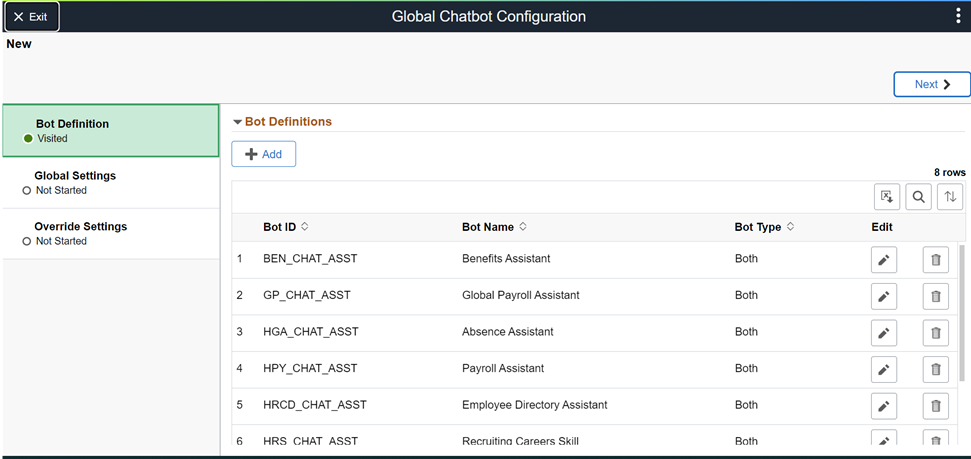 Exit
Global Chatbot Configuration
New
Next
Bot Definition
Visited
Global Settings
Not Started
Override Settings
Not Started
Bot Definitions
Add
8 rows
Bot ID Bot Name Bot Type Edit
1 BEN_CHAT_ASST Benefits Assistant Both
2 GP_CHAT_ASST Global Payroll Assistant Both
3 HGA_CHAT_ASST Absence Assistant Both
4 HPY_CHAT_ASST Payroll Assistant Both
5 HRCD_CHAT_ASST Employee Directory Assistant Both
6 HRS_CHAT_ASST Recruiting Careers Skill Both